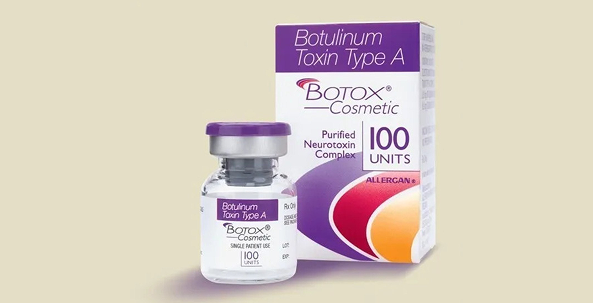 Botulinum
Toxin Type A
BOTOX®
Cosmetic
Purified
Neurotoxin
Complex
100
UNITS
ALLERGAN
Botulinum
Toxin Type A
BOTOX®
Cosmetic
SINGLE PATIENT USE
100
UNITS
Rx Only
LOT:
EXP: